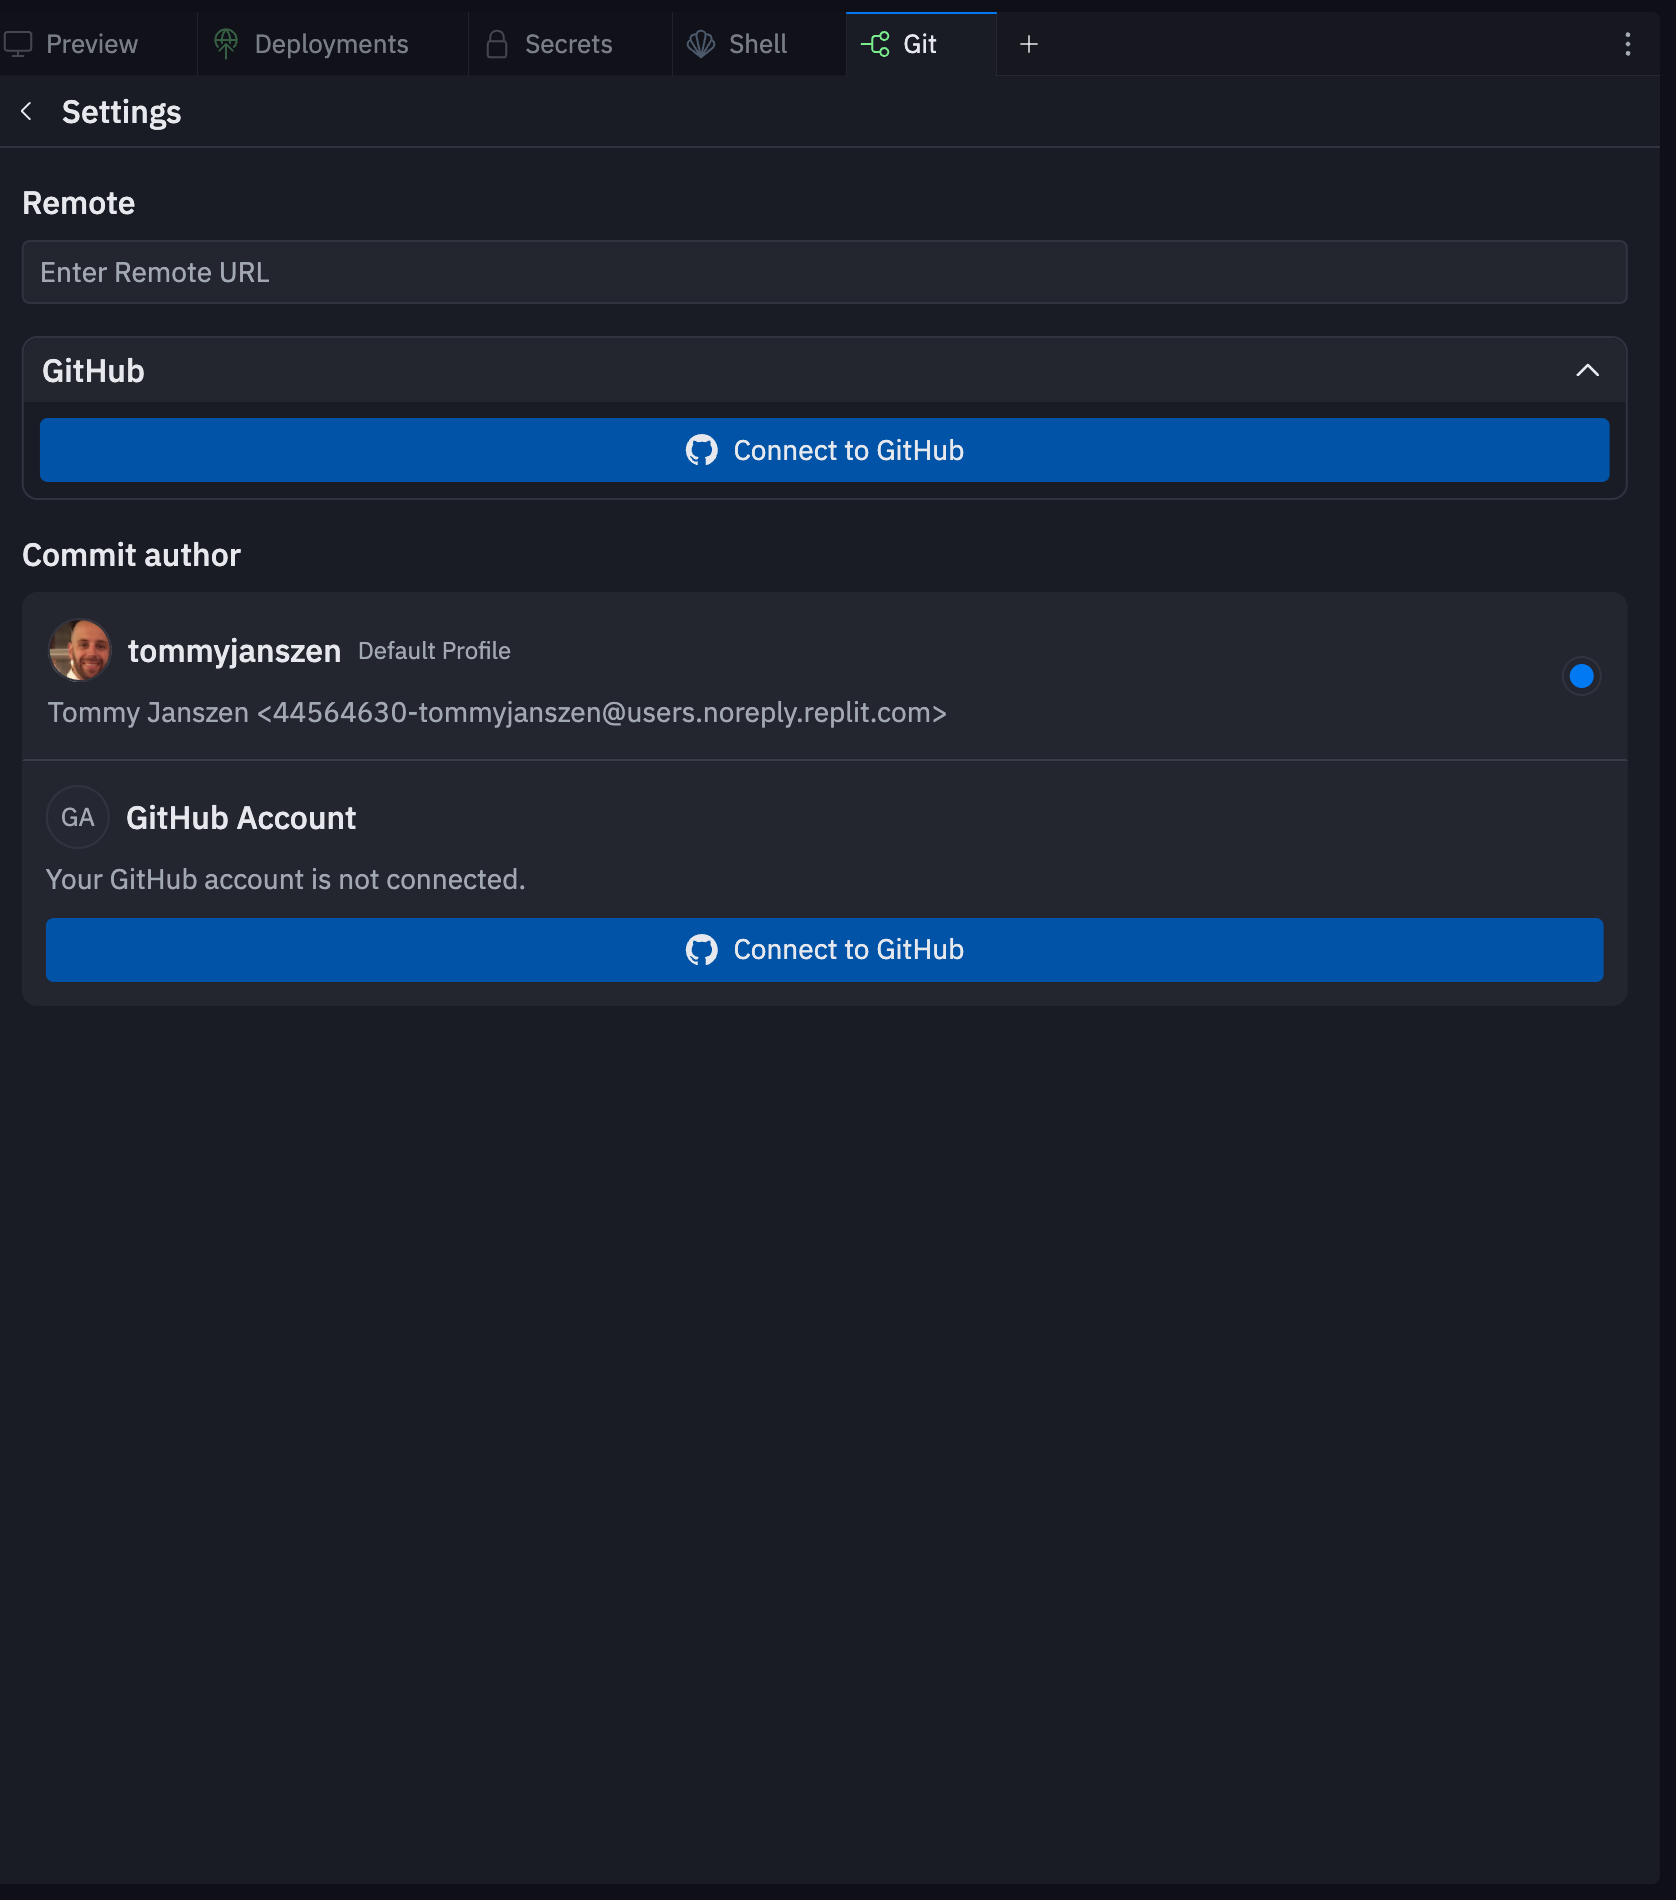 Preview
Deployments
Secrets
Shell
Git
Settings
Remote
Enter Remote URL
GitHub
Connect to GitHub
Commit author
tommyjanszen Default Profile
Tommy Janszen <44564630-tommyjanszen@users.noreply.replit.com>
GA GitHub Account
Your GitHub account is not connected.
Connect to GitHub